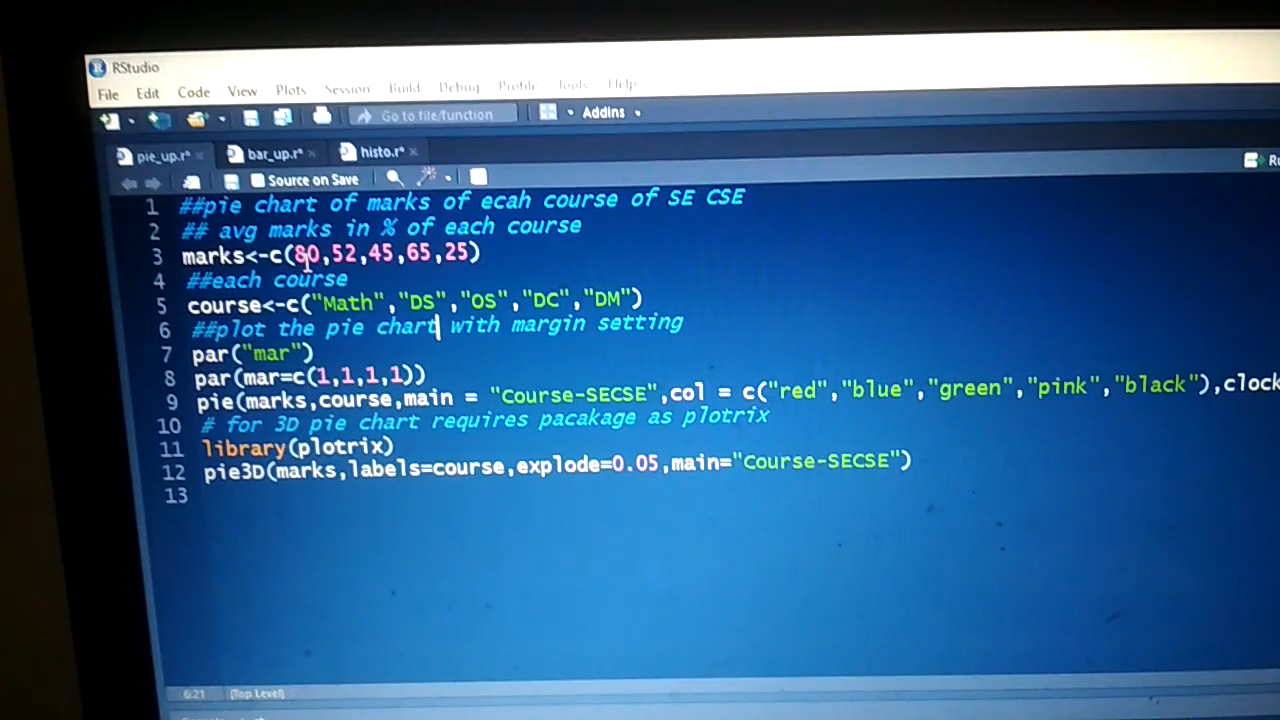 RStudio
File Edit Code View Plots Session Build Debug Profile Tools Help
Go to file/function Addins
pie_up.r* bar_up.r* histo.r*
Source on Save
1 ##pie chart of marks of ecah course of SE CSE
2 ## avg marks in % of each course
3 marks<-c(80,52,45,65,25)
4 ##each course
5 course<-c("Math","DS","OS","DC","DM")
6 ##plot the pie chart with margin setting
7 par("mar")
8 par(mar=c(1,1,1,1))
9 pie(marks,course,main = "Course-SECSE",col = c("red","blue","green","pink","black"),clock
10 # for 3D pie chart requires pacakage as plotrix
11 library(plotrix)
12 pie3D(marks,labels=course,explode=0.05,main="Course-SECSE")
13
6:21 (Top Level)